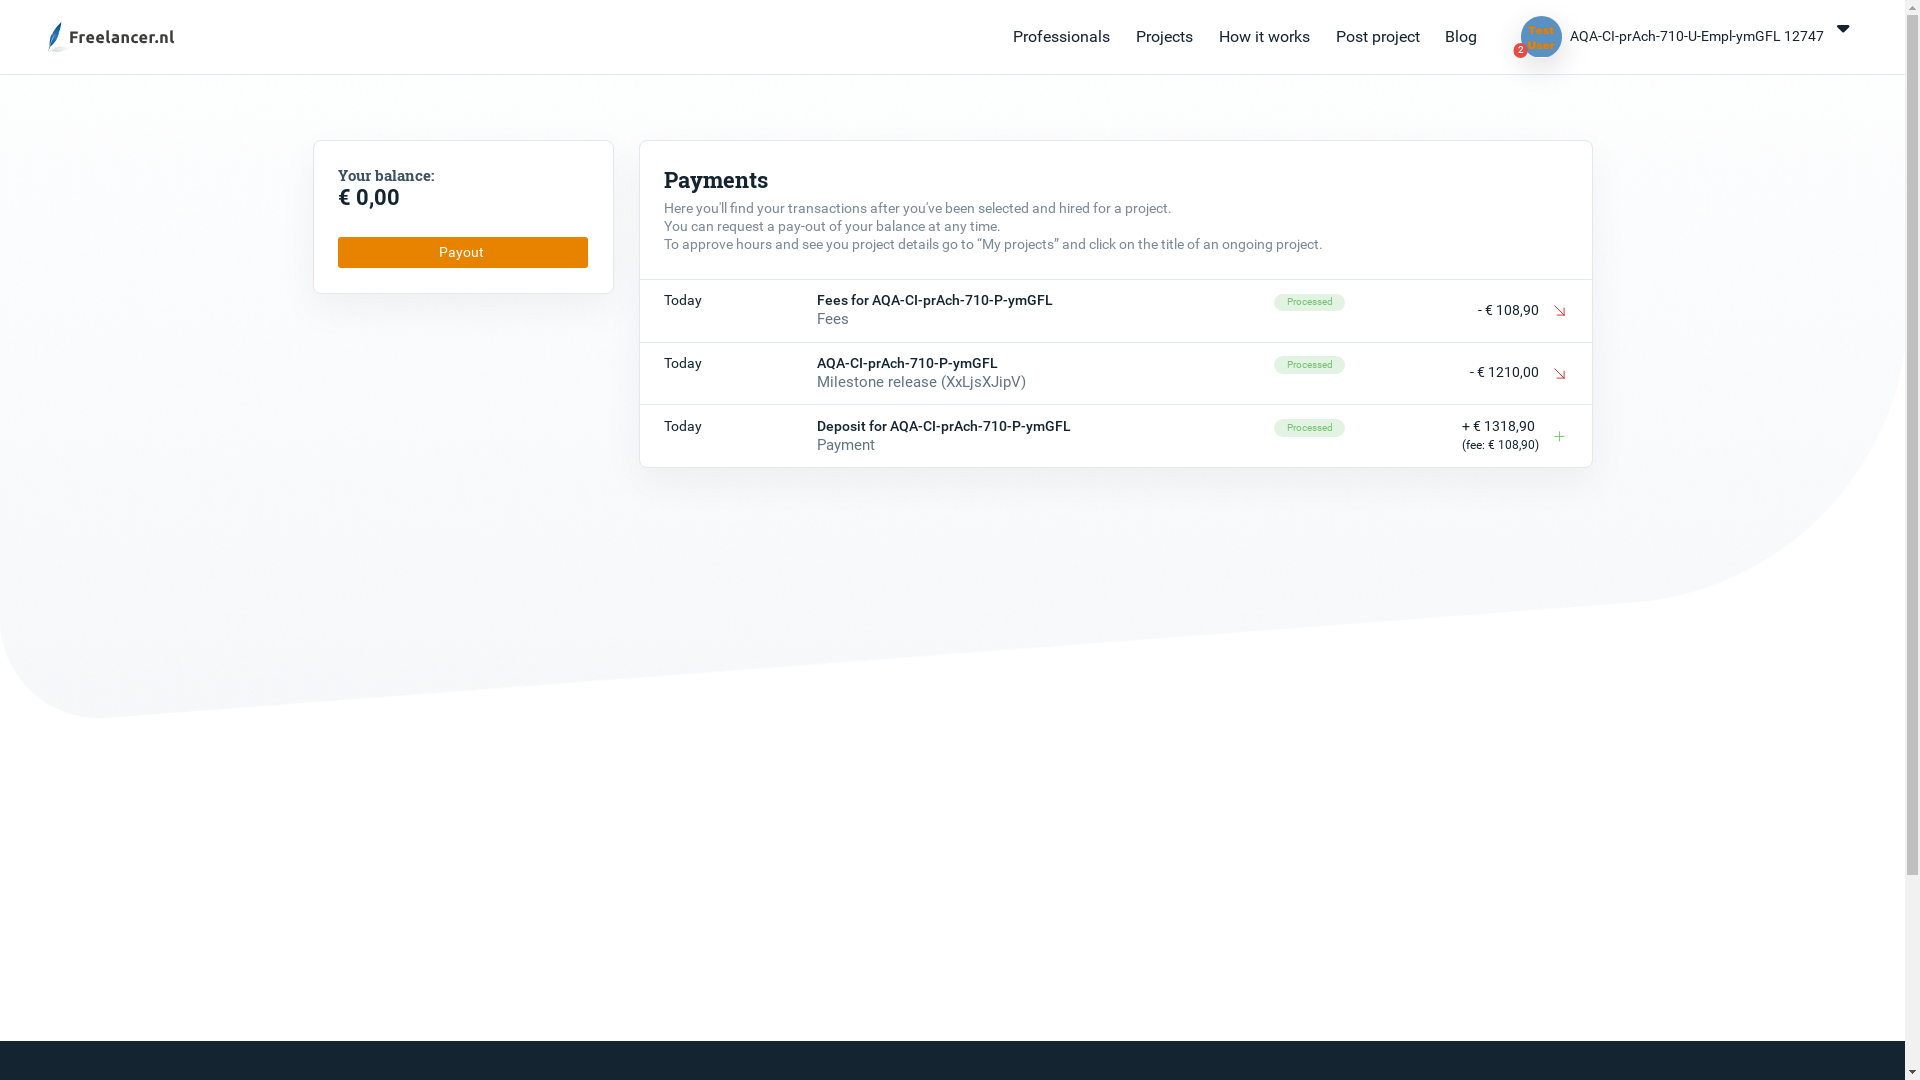 Freelancer.nl
Professionals
Projects
How it works
Post project
Blog
Test
User
2
AQA-CI-prAch-710-U-Empl-ymGFL 12747
Your balance:
€ 0,00
Payout
Payments
Here you'll find your transactions after you've been selected and hired for a project.
You can request a pay-out of your balance at any time.
To approve hours and see you project details go to “My projects” and click on the title of an ongoing project.
Today
Fees for AQA-CI-prAch-710-P-ymGFL
Fees
Processed
- € 108,90
Today
AQA-CI-prAch-710-P-ymGFL
Milestone release (XxLjsXJipV)
Processed
- € 1210,00
Today
Deposit for AQA-CI-prAch-710-P-ymGFL
Payment
Processed
+ € 1318,90
(fee: € 108,90)